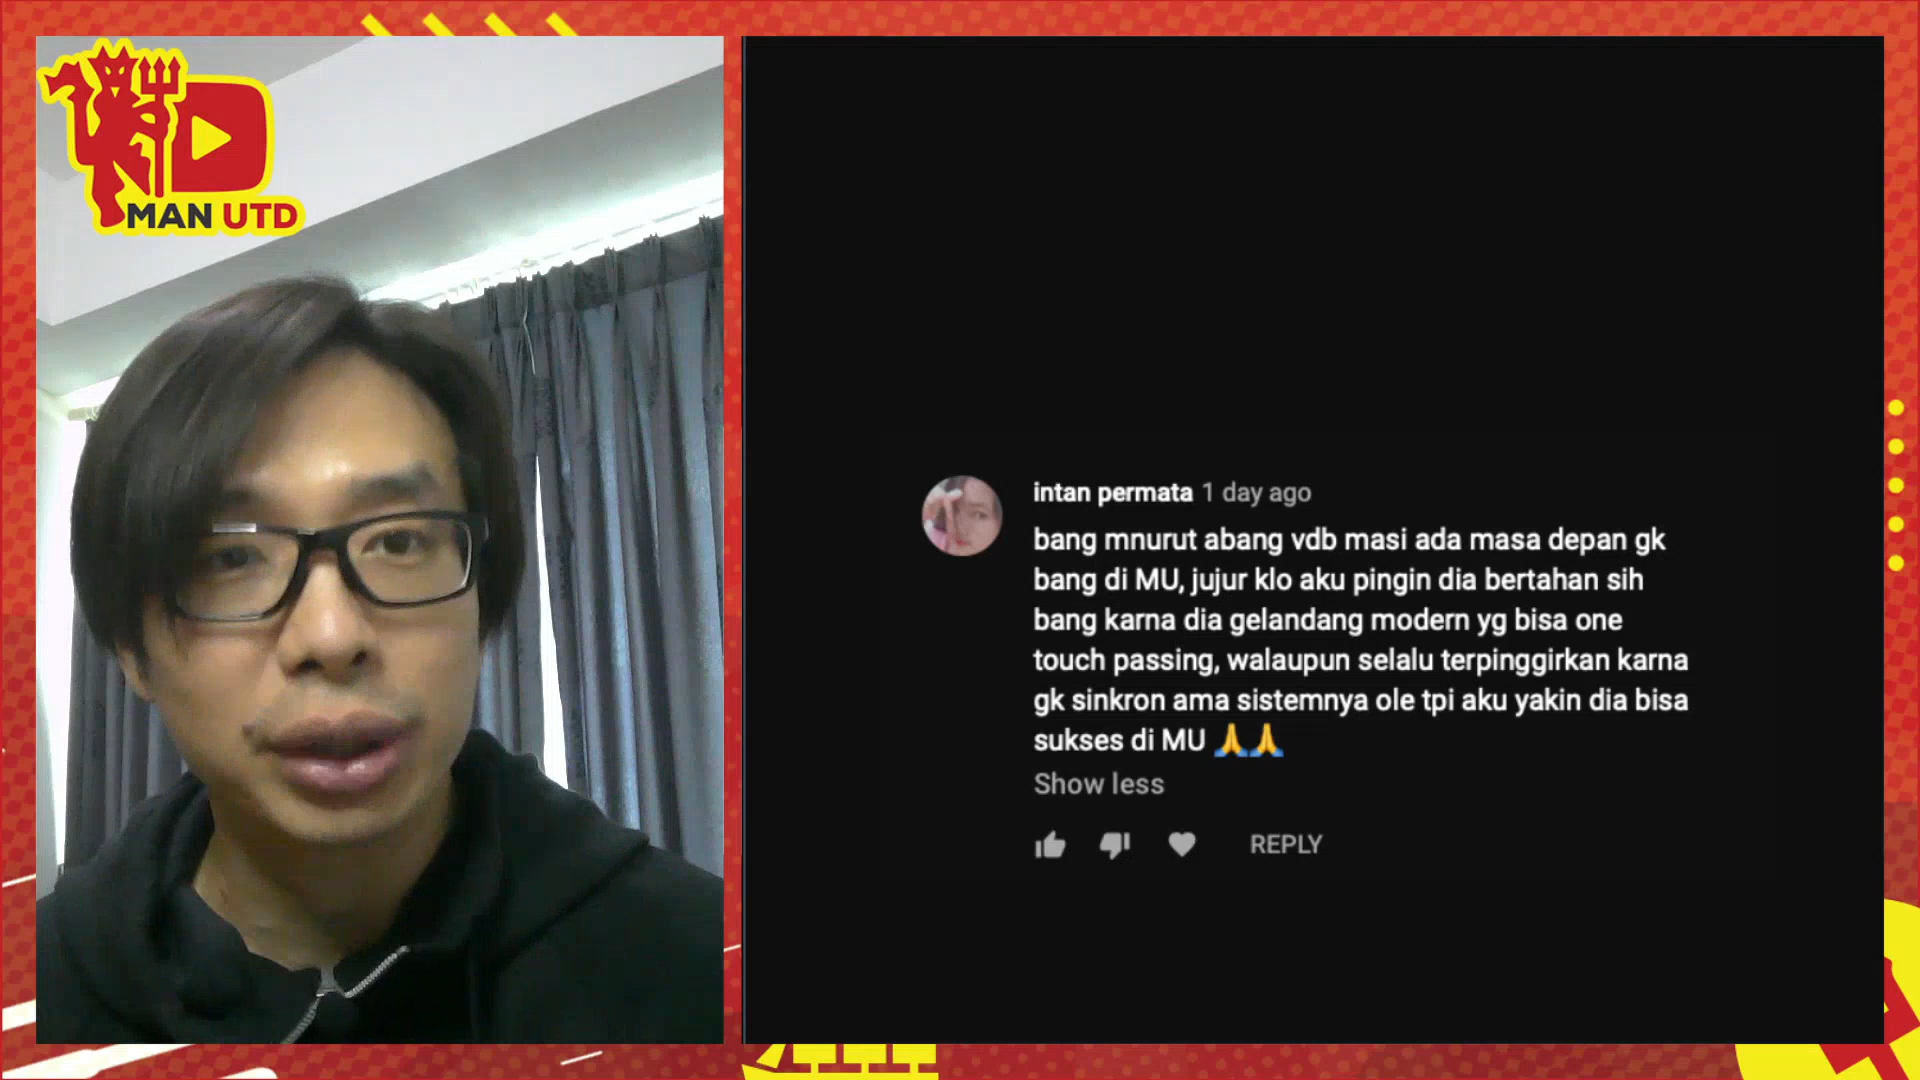 MAN UTD
intan permata 1 day ago
bang mnurut abang vdb masi ada masa depan gk
bang di MU, jujur klo aku pingin dia bertahan sih
bang karna dia gelandang modern yg bisa one
touch passing, walaupun selalu terpinggirkan karna
gk sinkron ama sistemnya ole tpi aku yakin dia bisa
sukses di MU 🙏🙏
Show less
REPLY